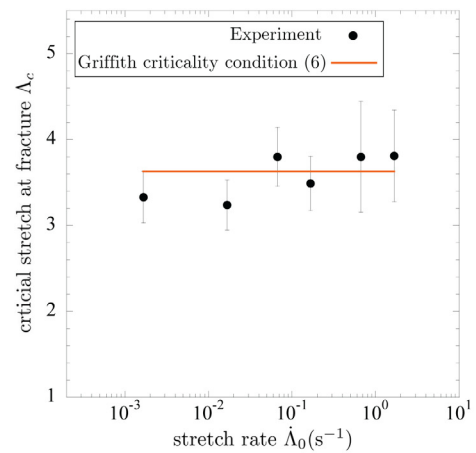 Experiment
Griffith criticality condition (6)
5
4
3
2
1
crticial stretch at fracture Λ_c
10⁻³ 10⁻² 10⁻¹ 10⁰ 10¹
stretch rate Λ̇₀(s⁻¹)